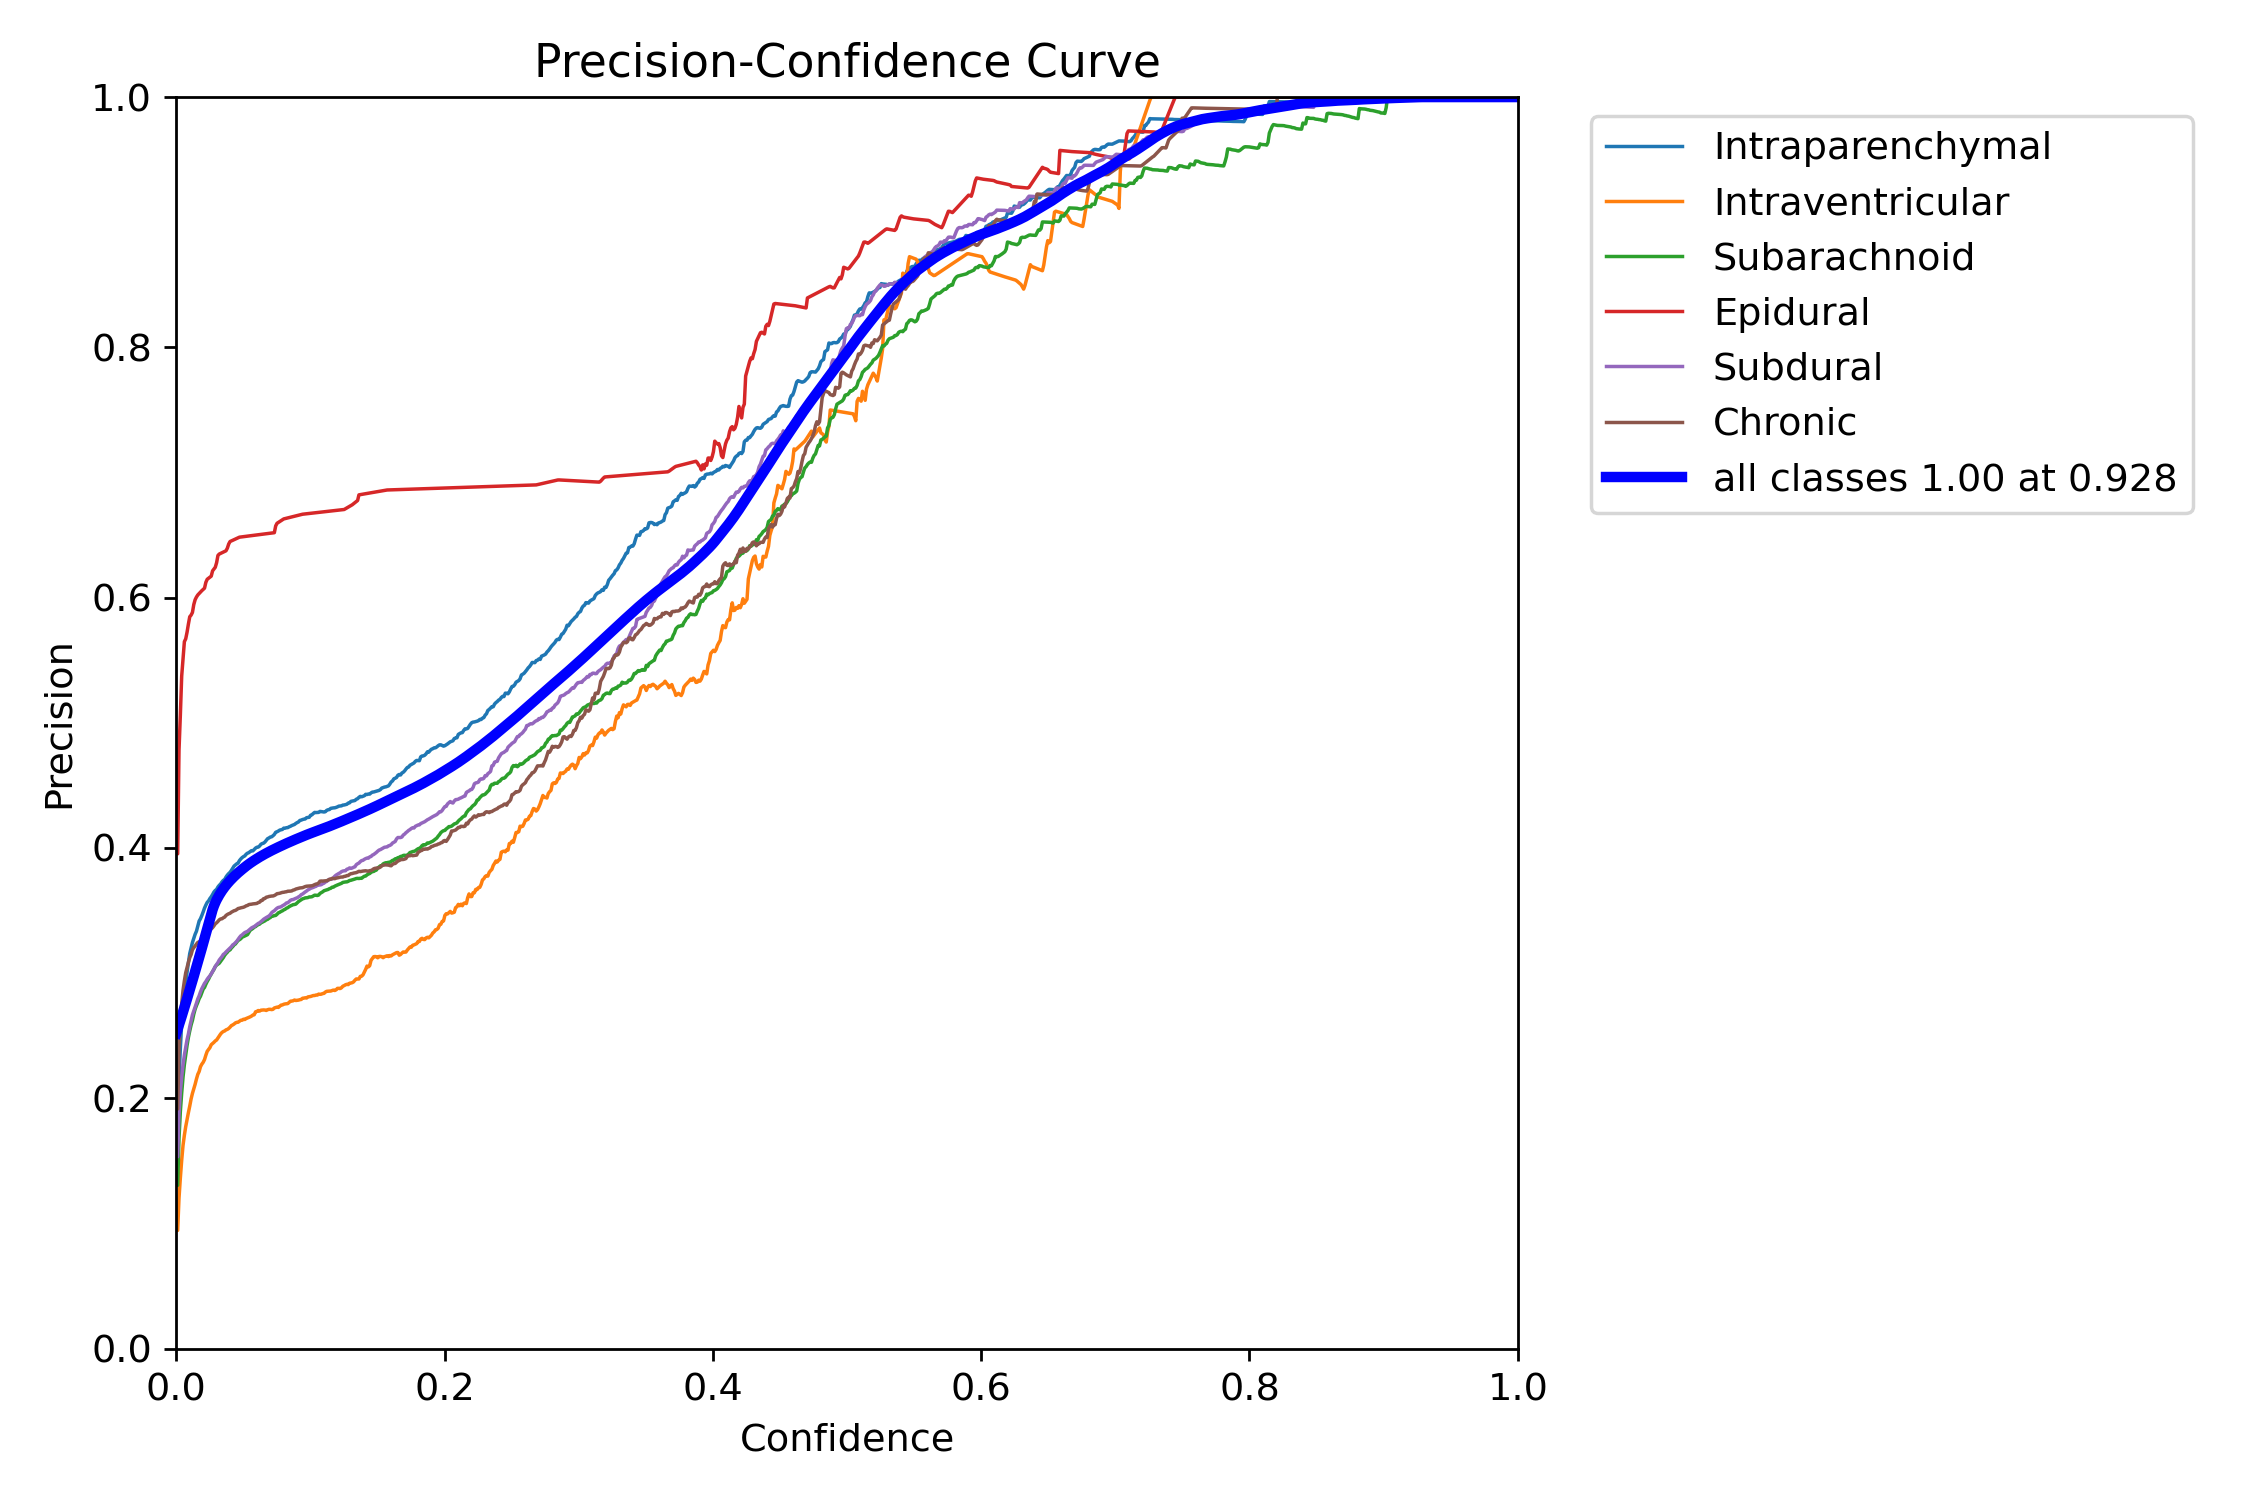 Precision-Confidence Curve
1.0
0.8
0.6
0.4
0.2
0.0
Precision
0.0 0.2 0.4 0.6 0.8 1.0
Confidence
Intraparenchymal
Intraventricular
Subarachnoid
Epidural
Subdural
Chronic
all classes 1.00 at 0.928